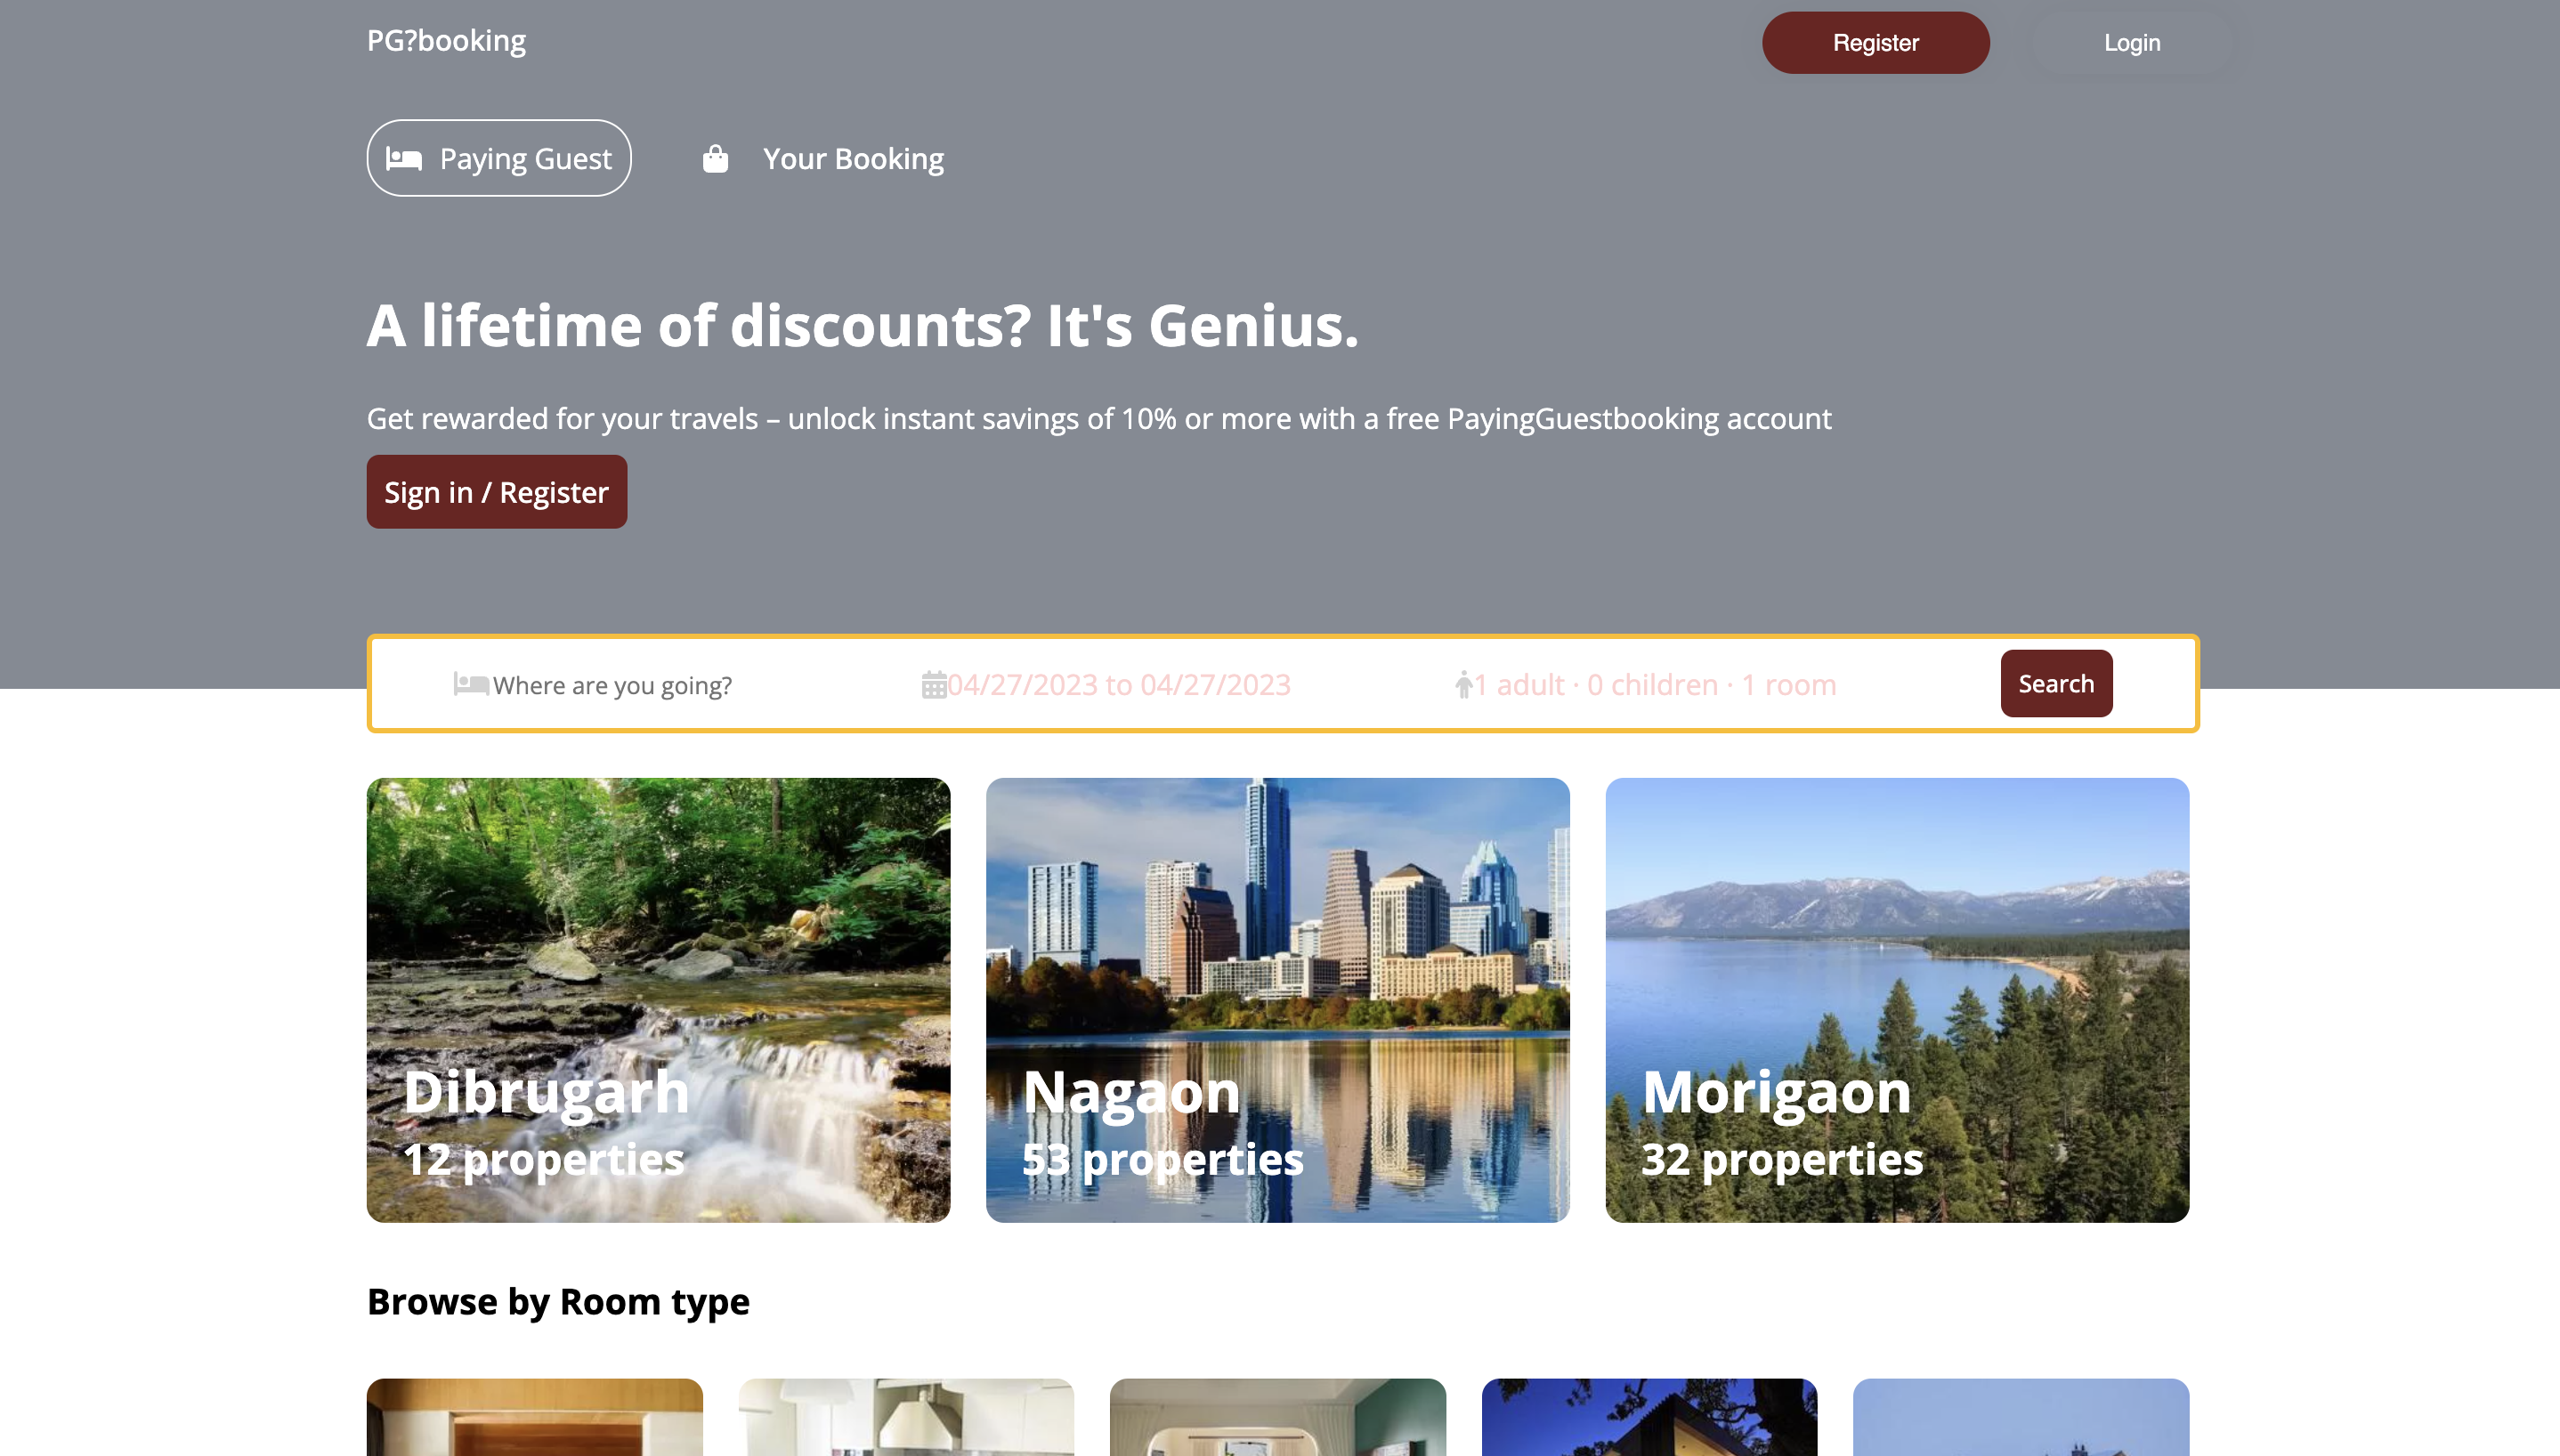 PG?booking
Register
Login
Paying Guest
Your Booking
A lifetime of discounts? It's Genius.
Get rewarded for your travels – unlock instant savings of 10% or more with a free PayingGuestbooking account
Sign in / Register
Where are you going?
04/27/2023 to 04/27/2023
1 adult · 0 children · 1 room
Search
Dibrugarh
12 properties
Nagaon
53 properties
Morigaon
32 properties
Browse by Room type